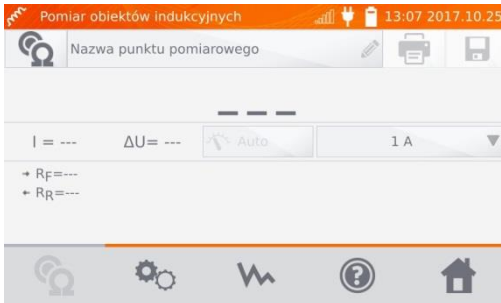 Pomiar obiektów indukcyjnych 13:07 2017.10.25
Nazwa punktu pomiarowego
---
I = --- ΔU= --- Auto 1 A
→ RF=---
← RR=---